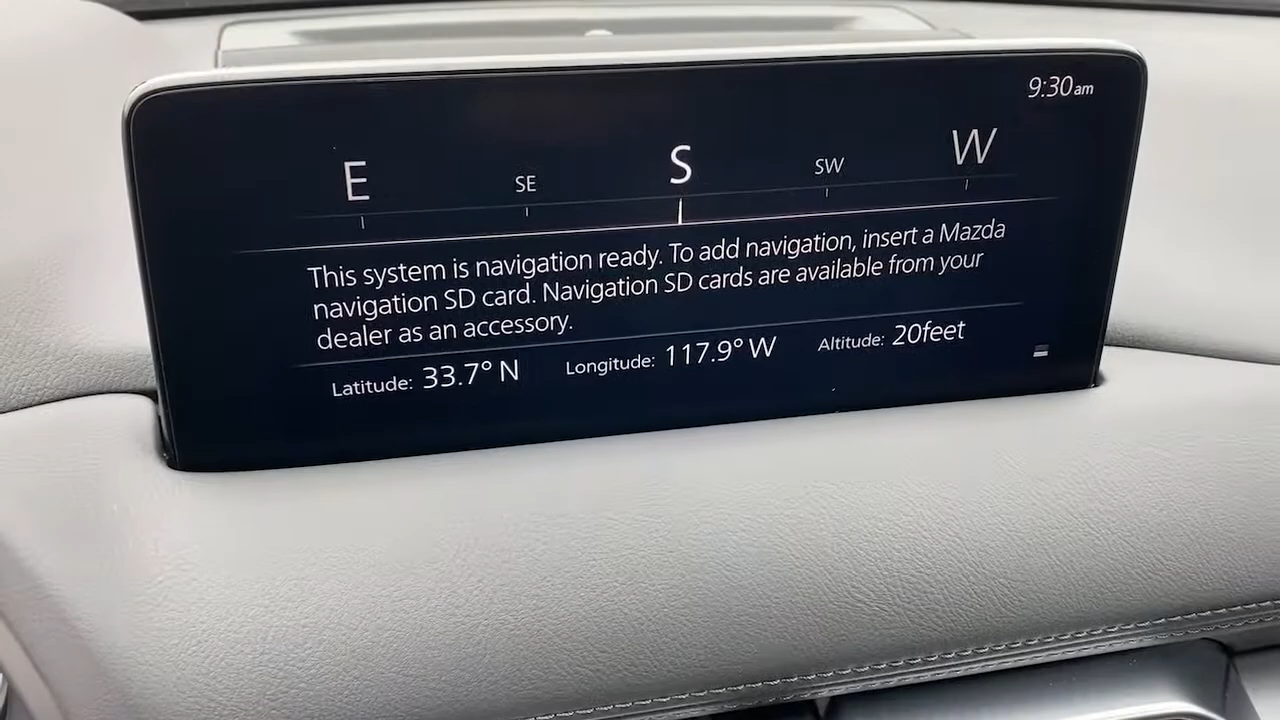 9:30am
E SE S SW W
This system is navigation ready. To add navigation, insert a Mazda
navigation SD card. Navigation SD cards are available from your
dealer as an accessory.
Latitude: 33.7° N Longitude: 117.9° W Altitude: 20feet